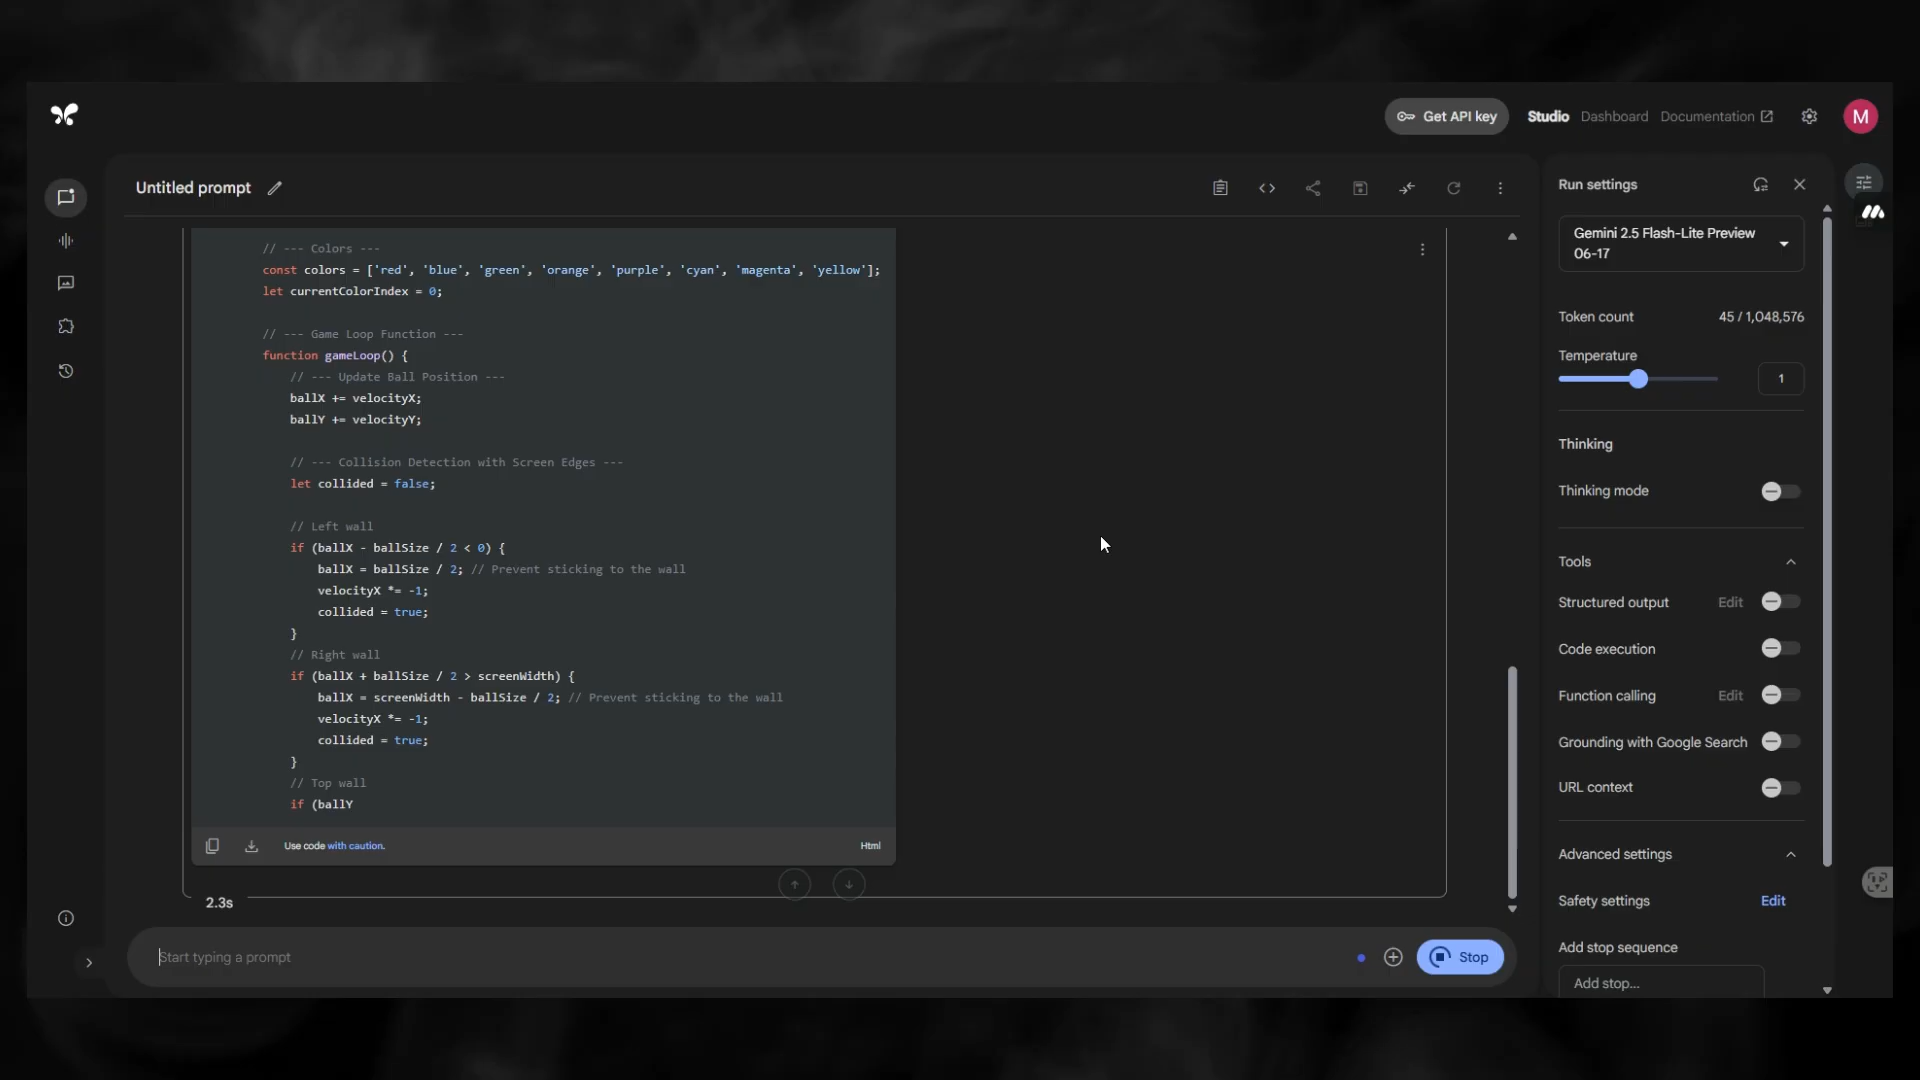 Get API key
Studio
Dashboard
Documentation
M
Untitled prompt
// --- Colors ---
const colors = ['red', 'blue', 'green', 'orange', 'purple', 'cyan', 'magenta', 'yellow'];
let currentColorIndex = 0;
// --- Game Loop Function ---
function gameLoop() {
// --- Update Ball Position ---
ballX += velocityX;
ballY += velocityY;
// --- Collision Detection with Screen Edges ---
let collided = false;
// Left wall
if (ballX - ballSize / 2 < 0) {
ballX = ballSize / 2; // Prevent sticking to the wall
velocityX *= -1;
collided = true;
}
// Right wall
if (ballX + ballSize / 2 > screenWidth) {
ballX = screenWidth - ballSize / 2; // Prevent sticking to the wall
velocityX *= -1;
collided = true;
}
// Top wall
if (ballY
Use code with caution.
Html
2.3s
Start typing a prompt
Stop
Run settings
Gemini 2.5 Flash-Lite Preview
06-17
Token count 45 / 1,048,576
Temperature
1
Thinking
Thinking mode
Tools
Structured output Edit
Code execution
Function calling Edit
Grounding with Google Search
URL context
Advanced settings
Safety settings Edit
Add stop sequence
Add stop...